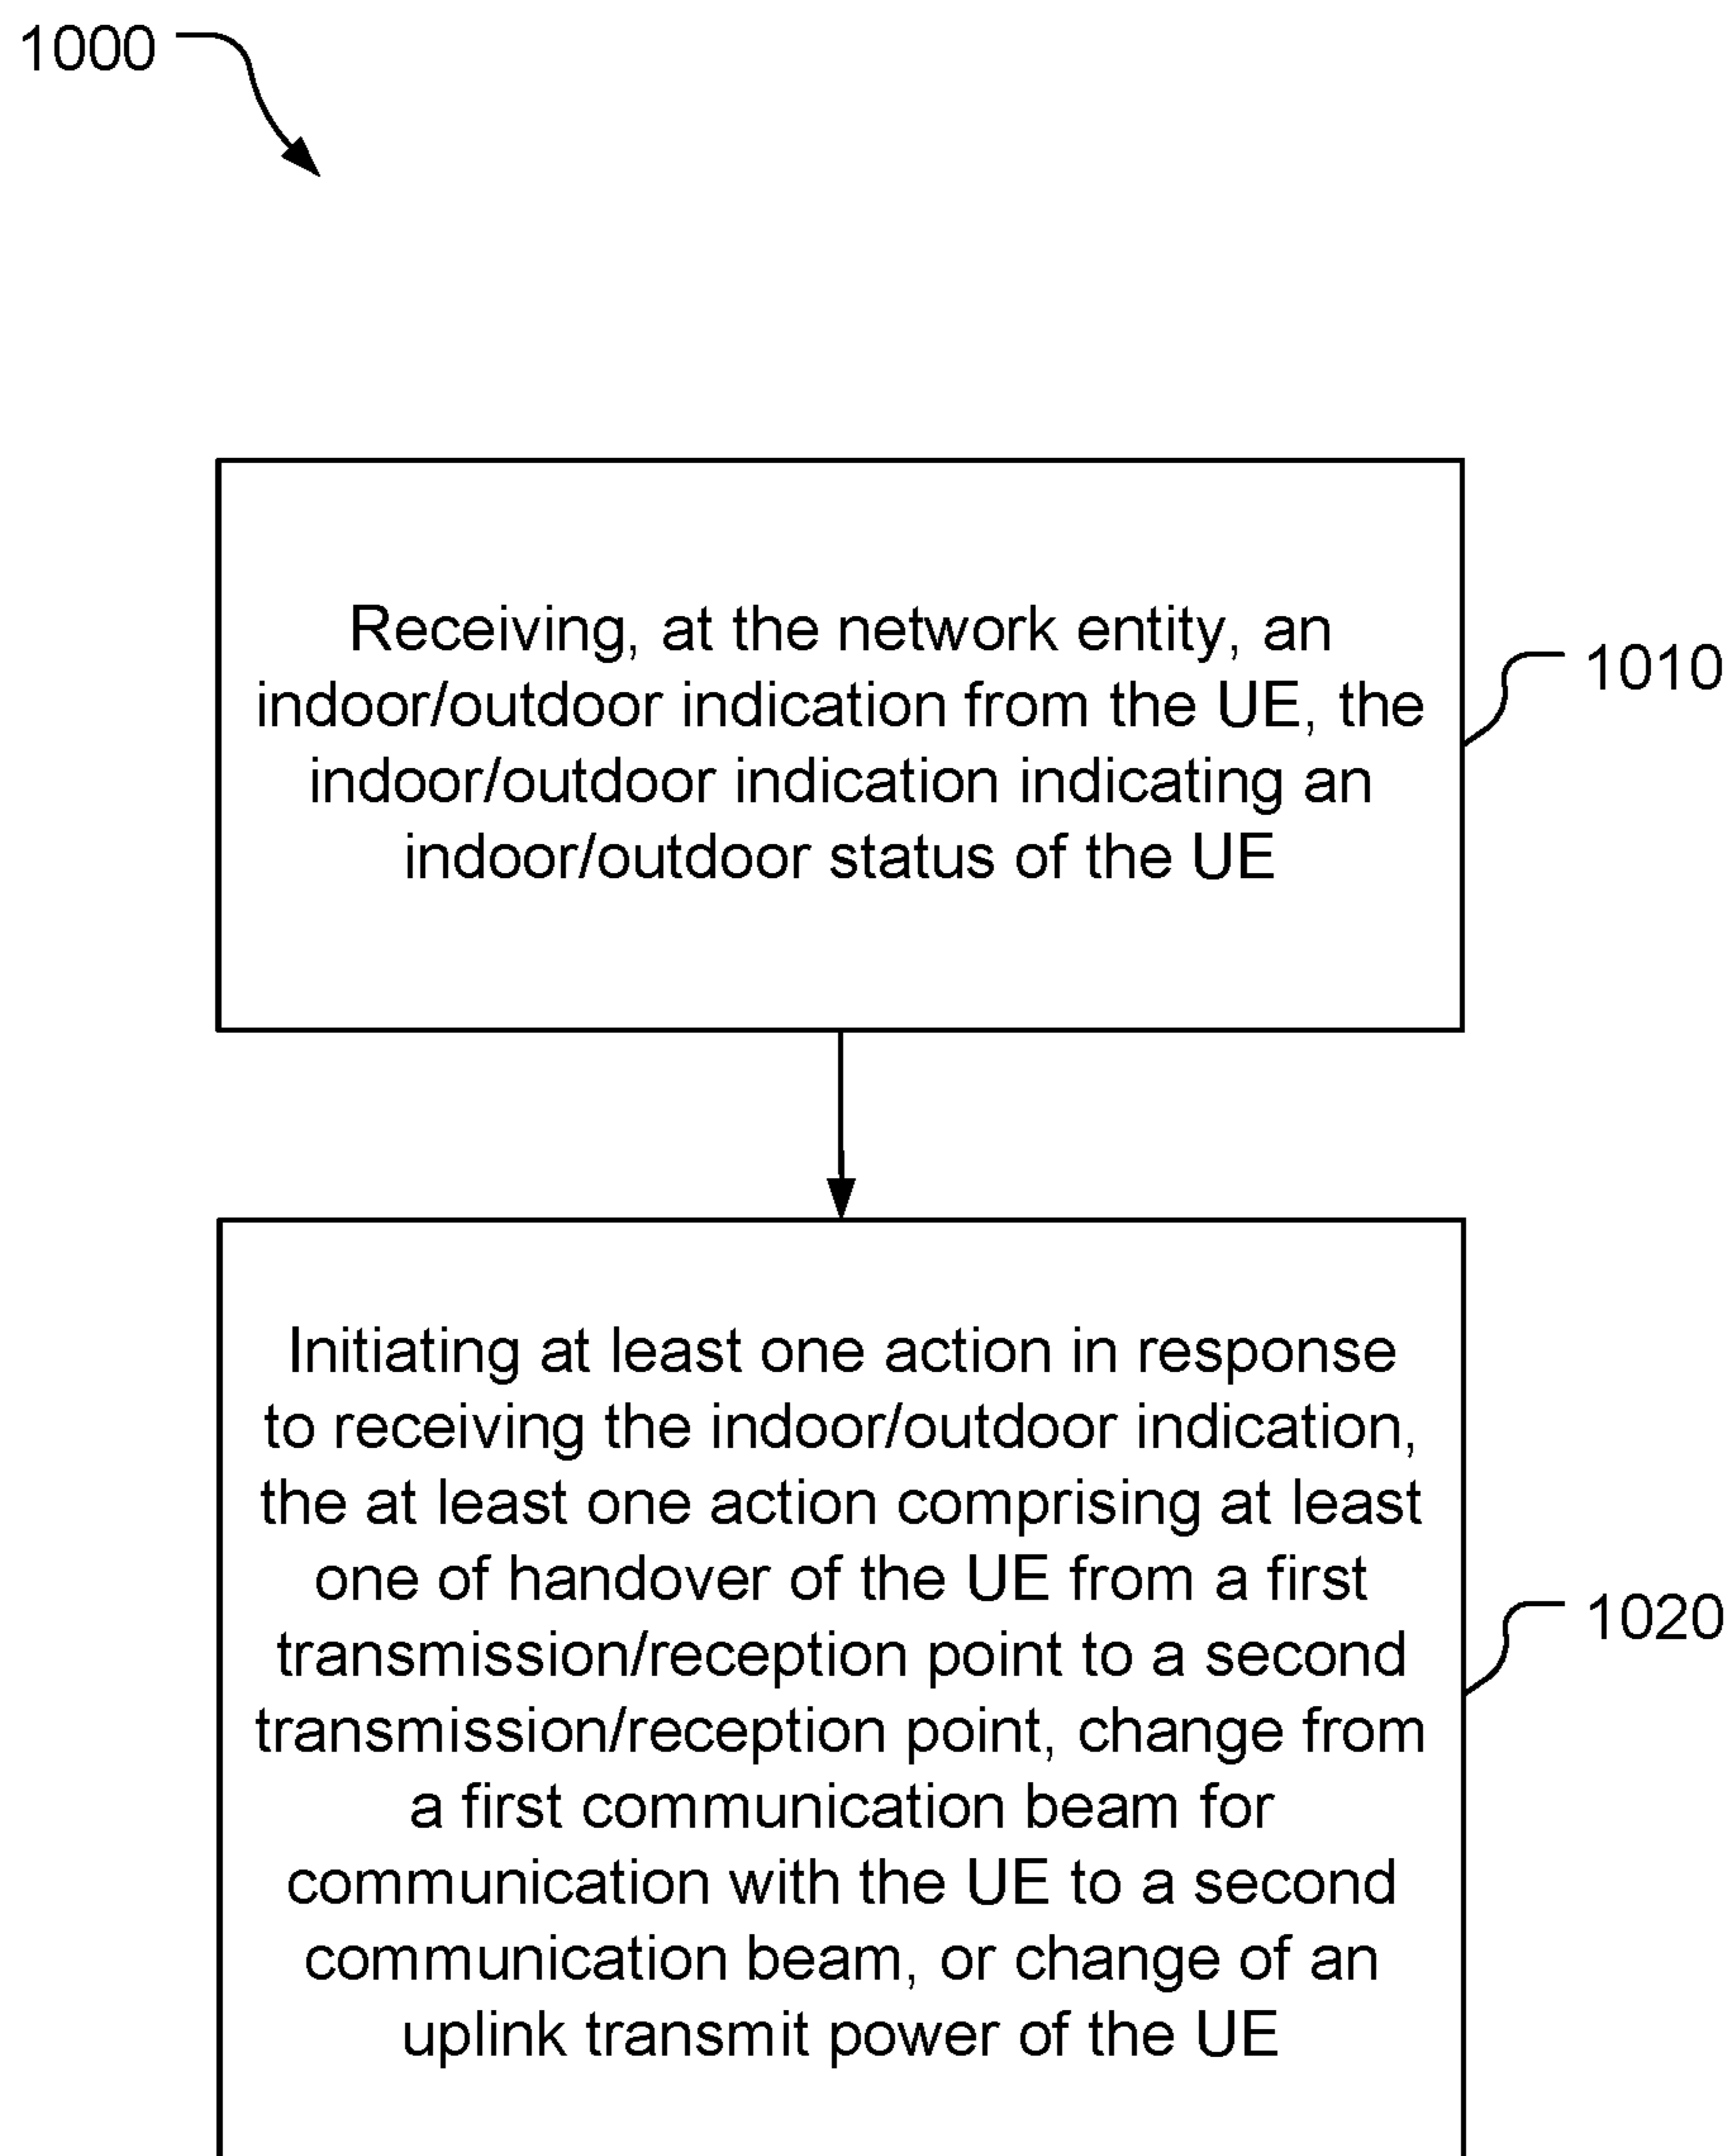 1000
Receiving, at the network entity, an
indoor/outdoor indication from the UE, the
indoor/outdoor indication indicating an
indoor/outdoor status of the UE
1010
Initiating at least one action in response
to receiving the indoor/outdoor indication,
the at least one action comprising at least
one of handover of the UE from a first
transmission/reception point to a second
transmission/reception point, change from
a first communication beam for
communication with the UE to a second
communication beam, or change of an
uplink transmit power of the UE
1020